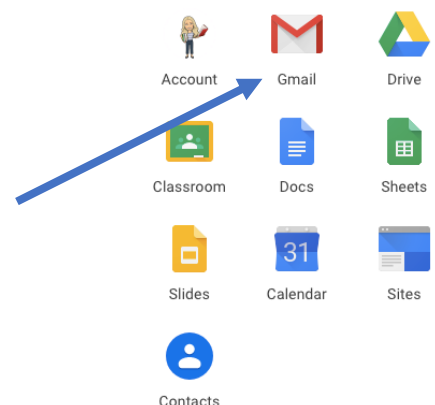 Account Gmail Drive
Classroom Docs Sheets
31
Slides Calendar Sites
Contacts